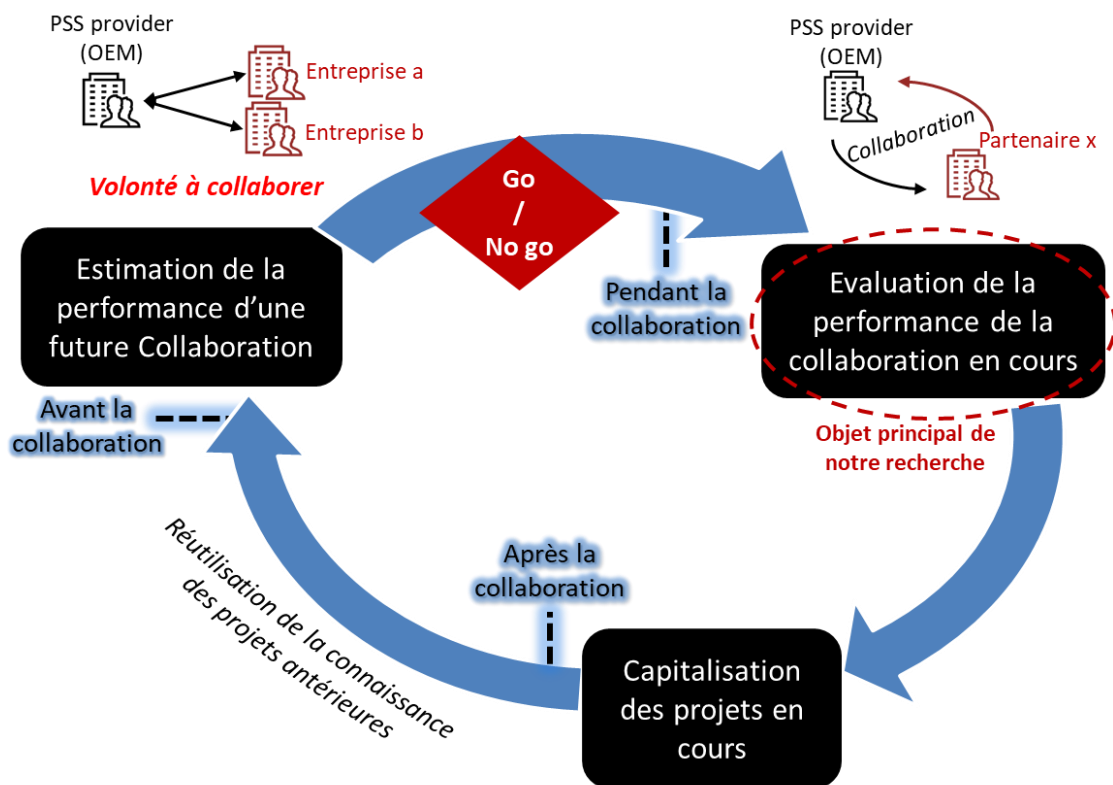 PSS provider
(OEM)
Entreprise a
Entreprise b
Volonté à collaborer
PSS provider
(OEM)
Collaboration
Partenaire x
Go
/
No go
Estimation de la
performance d’une
future Collaboration
Pendant la
collaboration
Evaluation de la
performance de la
collaboration en cours
Avant la
collaboration
Objet principal de
notre recherche
Réutilisation de la connaissance
des projets antérieures
Après la
collaboration
Capitalisation
des projets en
cours